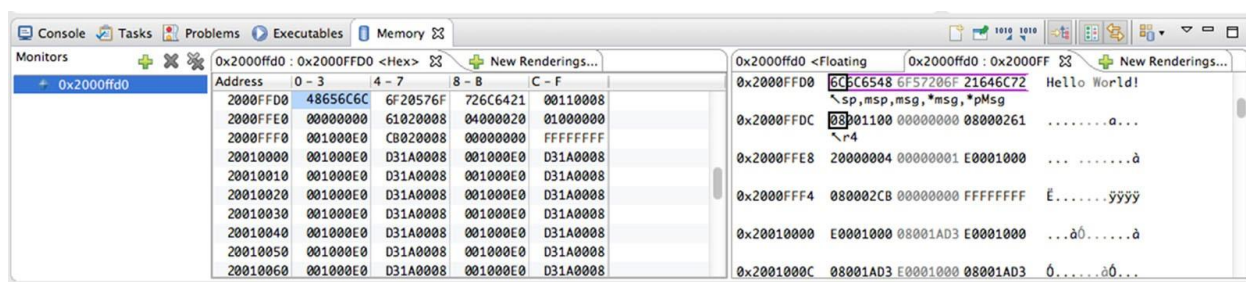 Console Tasks Problems Executables Memory
Monitors
0x2000ffd0
0x2000ffd0 : 0x2000FFD0 <Hex> New Renderings...
Address 0 - 3 4 - 7 8 - B C - F
2000FFD0 48656C6C 6F20576F 726C6421 00110008
2000FFE0 00000000 61020008 04000020 01000000
2000FFF0 001000E0 CB020008 00000000 FFFFFFFF
20010000 001000E0 D31A0008 001000E0 D31A0008
20010010 001000E0 D31A0008 001000E0 D31A0008
20010020 001000E0 D31A0008 001000E0 D31A0008
20010030 001000E0 D31A0008 001000E0 D31A0008
20010040 001000E0 D31A0008 001000E0 D31A0008
20010050 001000E0 D31A0008 001000E0 D31A0008
20010060 001000E0 D31A0008 001000E0 D31A0008
0x2000ffd0 <Floating 0x2000ffd0 : 0x2000FF New Renderings...
0x2000FFD0 6C6C6548 6F57206F 21646C72 Hello World!
sp,msp,msg,*msg,*pMsg
0x2000FFDC 08001100 00000000 08000261 ........a...
r4
0x2000FFE8 20000004 00000001 E0001000 ... .......à
0x2000FFF4 080002CB 00000000 FFFFFFFF Ë.......ÿÿÿÿ
0x20010000 E0001000 08001AD3 E0001000 ...àÓ......à
0x2001000C 08001AD3 E0001000 08001AD3 Ó......àÓ...